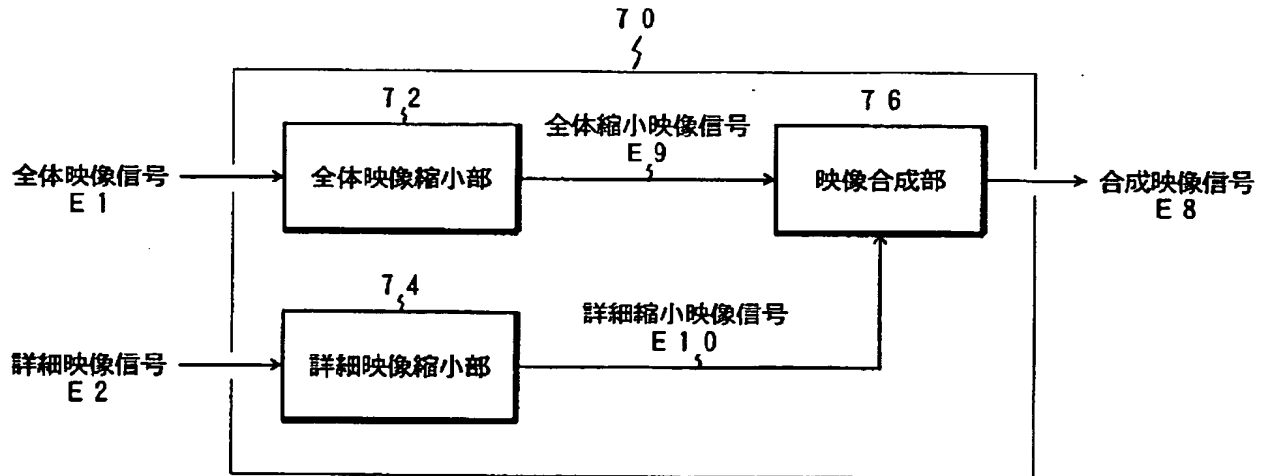 ７０
７２
全体縮小映像信号
Ｅ９
７６
全体映像信号
Ｅ１
全体映像縮小部
映像合成部
合成映像信号
Ｅ８
７４
詳細縮小映像信号
Ｅ１０
詳細映像信号
Ｅ２
詳細映像縮小部